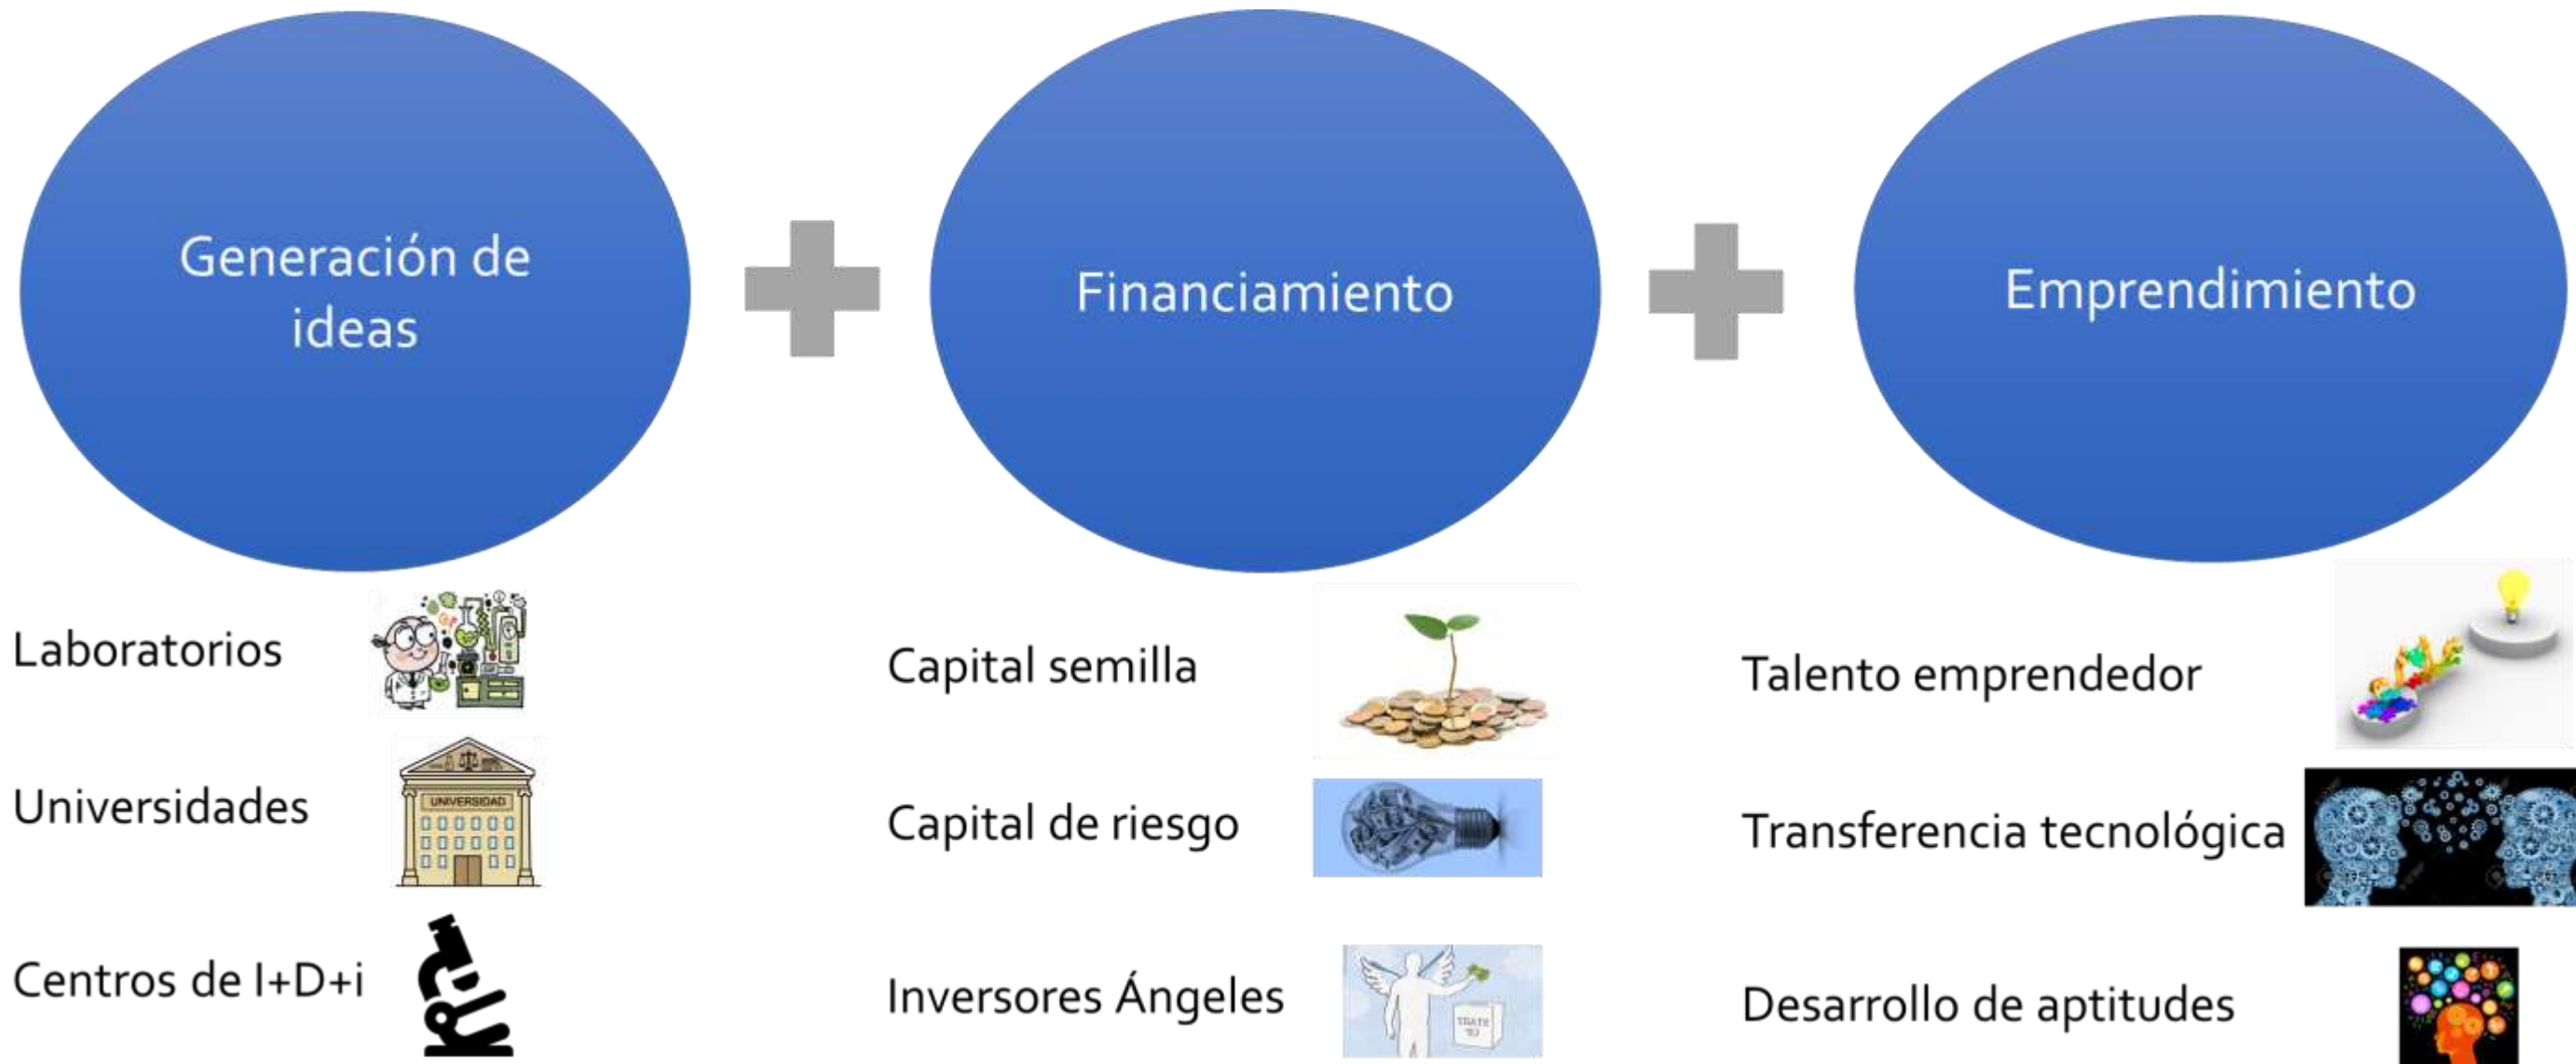 Generación de
ideas
Financiamiento
Emprendimiento
Laboratorios
Universidades
UNIVERSIDAD
Centros de I+D+i
Capital semilla
Capital de riesgo
Inversores Ángeles
Talento emprendedor
Transferencia tecnológica
Desarrollo de aptitudes